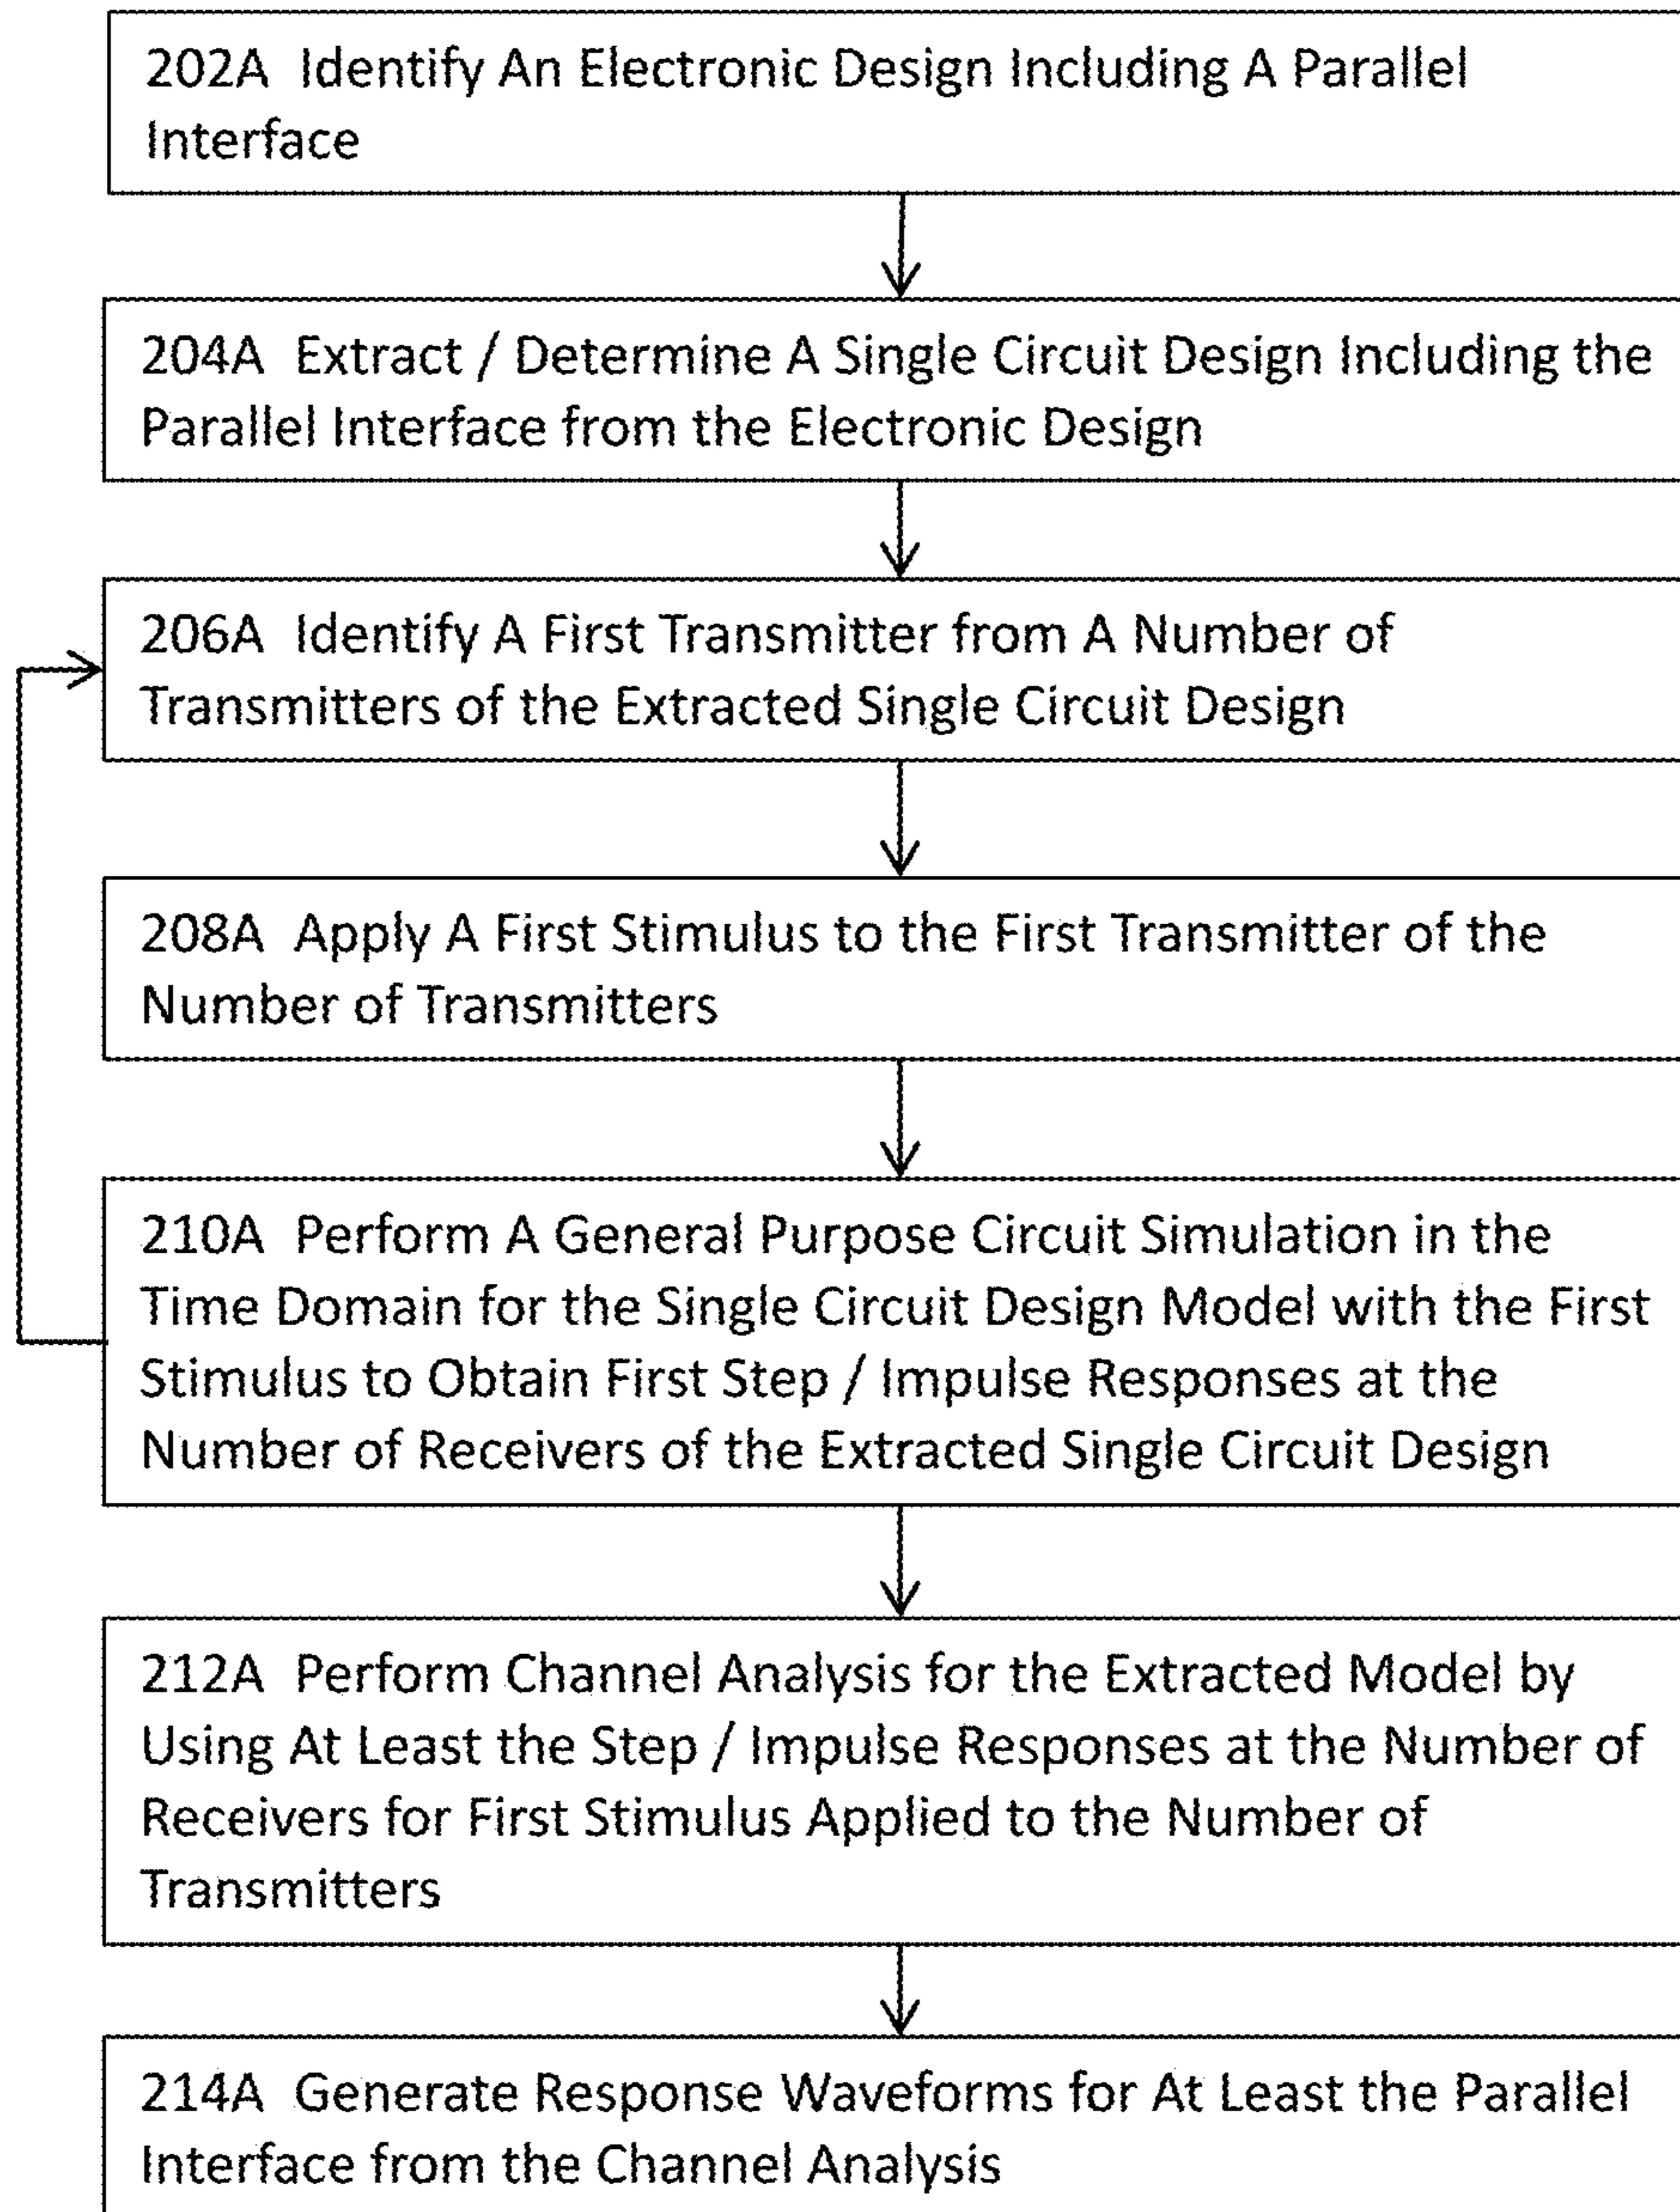 202A Identify An Electronic Design Including A Parallel
Interface
204A Extract / Determine A Single Circuit Design Including the
Parallel Interface from the Electronic Design
206A Identify A First Transmitter from A Number of
Transmitters of the Extracted Single Circuit Design
208A Apply A First Stimulus to the First Transmitter of the
Number of Transmitters
210A Perform A General Purpose Circuit Simulation in the
Time Domain for the Single Circuit Design Model with the First
Stimulus to Obtain First Step / Impulse Responses at the
Number of Receivers of the Extracted Single Circuit Design
212A Perform Channel Analysis for the Extracted Model by
Using At Least the Step / Impulse Responses at the Number of
Receivers for First Stimulus Applied to the Number of
Transmitters
214A Generate Response Waveforms for At Least the Parallel
Interface from the Channel Analysis